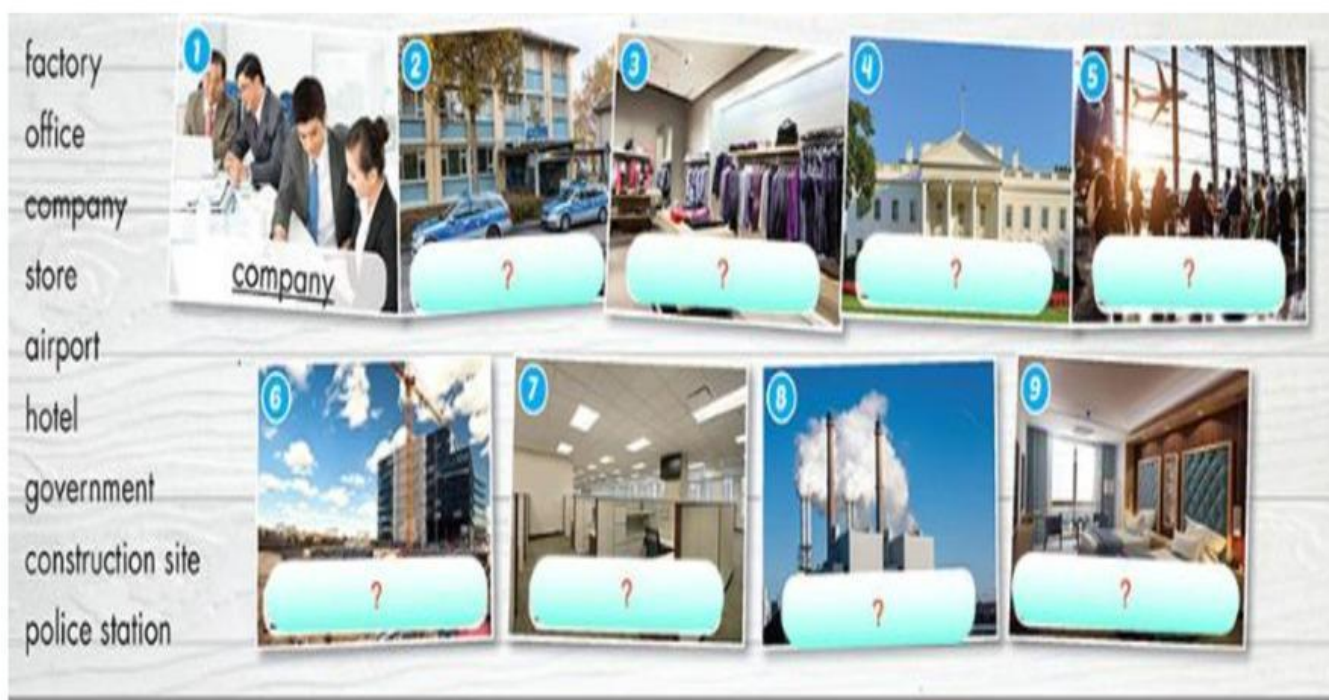 factory
office
company
store
airport
hotel
government
construction site
police station
1
company
2
?
3
?
4
?
5
?
6
?
7
?
8
?
9
?